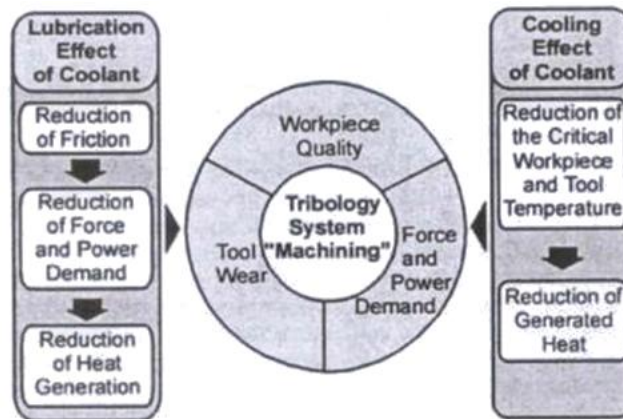 Lubrication
Effect
of Coolant
Reduction
of Friction
Reduction
of Force
and Power
Demand
Reduction
of Heat
Generation
Workpiece
Quality
Tribology
System
"Machining"
Tool
Wear
Force
and
Power
Demand
Cooling
Effect
of Coolant
Reduction of
the Critical
Workpiece
and Tool
Temperature
Reduction of
Generated
Heat